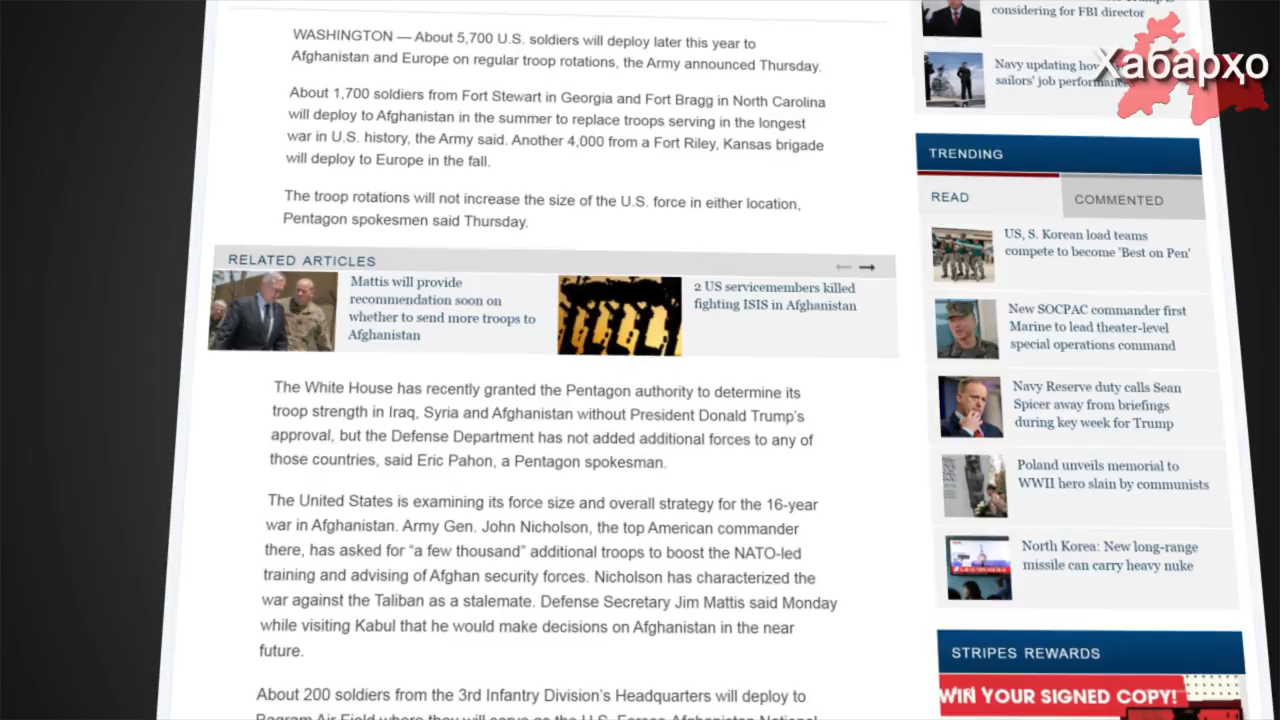 WASHINGTON — About 5,700 U.S. soldiers will deploy later this year to
Afghanistan and Europe on regular troop rotations, the Army announced Thursday.
About 1,700 soldiers from Fort Stewart in Georgia and Fort Bragg in North Carolina
will deploy to Afghanistan in the summer to replace troops serving in the longest
war in U.S. history, the Army said. Another 4,000 from a Fort Riley, Kansas brigade
will deploy to Europe in the fall.
The troop rotations will not increase the size of the U.S. force in either location,
Pentagon spokesmen said Thursday.
RELATED ARTICLES
Mattis will provide
recommendation soon on
whether to send more troops to
Afghanistan
2 US servicemembers killed
fighting ISIS in Afghanistan
The White House has recently granted the Pentagon authority to determine its
troop strength in Iraq, Syria and Afghanistan without President Donald Trump's
approval, but the Defense Department has not added additional forces to any of
those countries, said Eric Pahon, a Pentagon spokesman.
The United States is examining its force size and overall strategy for the 16-year
war in Afghanistan. Army Gen. John Nicholson, the top American commander
there, has asked for “a few thousand” additional troops to boost the NATO-led
training and advising of Afghan security forces. Nicholson has characterized the
war against the Taliban as a stalemate. Defense Secretary Jim Mattis said Monday
while visiting Kabul that he would make decisions on Afghanistan in the near
future.
About 200 soldiers from the 3rd Infantry Division's Headquarters will deploy to
Bagram Air Field where they will serve as the U.S. Forces-Afghanistan National
considering for FBI director
Navy updating how
sailors' job performance
Хабарҳо
TRENDING
READ
COMMENTED
US, S. Korean load teams
compete to become 'Best on Pen'
New SOCPAC commander first
Marine to lead theater-level
special operations command
Navy Reserve duty calls Sean
Spicer away from briefings
during key week for Trump
Poland unveils memorial to
WWII hero slain by communists
North Korea: New long-range
missile can carry heavy nuke
STRIPES REWARDS
WIN YOUR SIGNED COPY!